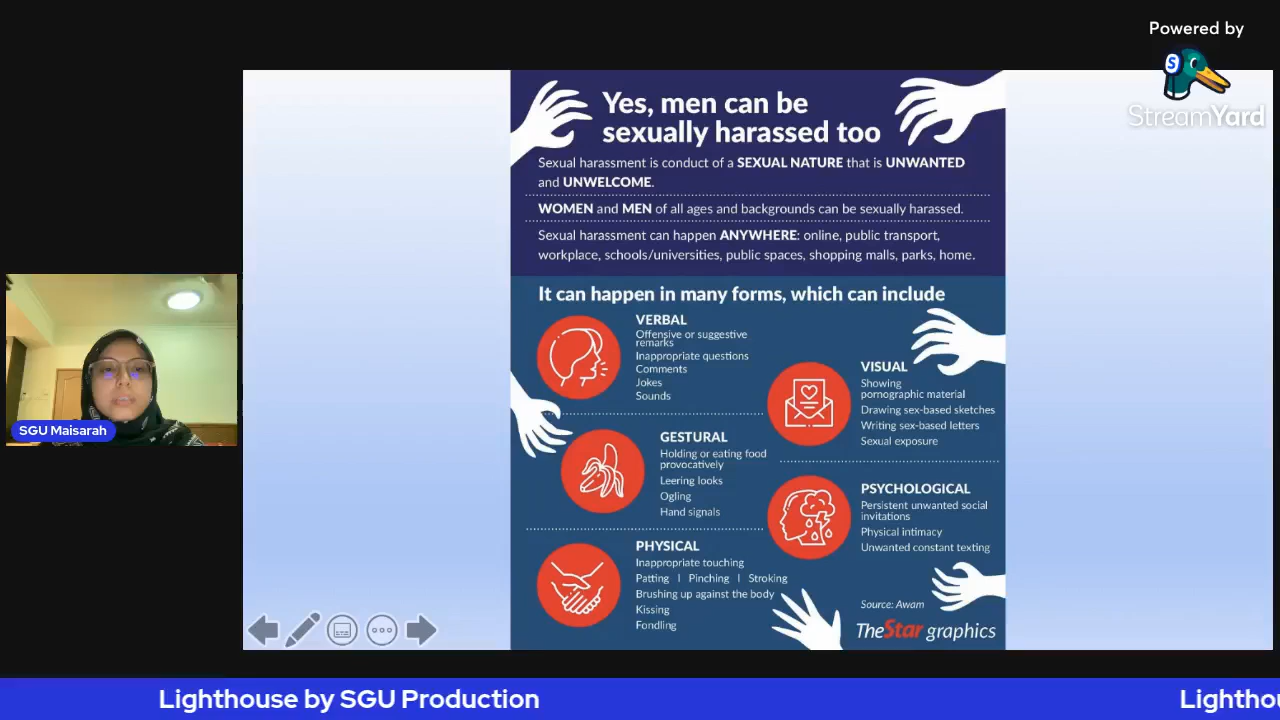 Powered by
S
StreamYard
Yes, men can be
sexually harassed too
Sexual harassment is conduct of a SEXUAL NATURE that is UNWANTED
and UNWELCOME.
WOMEN and MEN of all ages and backgrounds can be sexually harassed.
Sexual harassment can happen ANYWHERE: online, public transport,
workplace, schools/universities, public spaces, shopping malls, parks, home.
It can happen in many forms, which can include
VERBAL
Offensive or suggestive
remarks
Inappropriate questions
Comments
Jokes
Sounds
VISUAL
Showing
pornographic material
Drawing sex-based sketches
Writing sex-based letters
Sexual exposure
GESTURAL
Holding or eating food
provocatively
Leering looks
Ogling
Hand signals
PSYCHOLOGICAL
Persistent unwanted social
invitations
Physical intimacy
Unwanted constant texting
PHYSICAL
Inappropriate touching
Patting | Pinching | Stroking
Brushing up against the body
Kissing
Fondling
Source: Awam
TheStar graphics
SGU Maisarah
Lighthouse by SGU Production
Lighthou